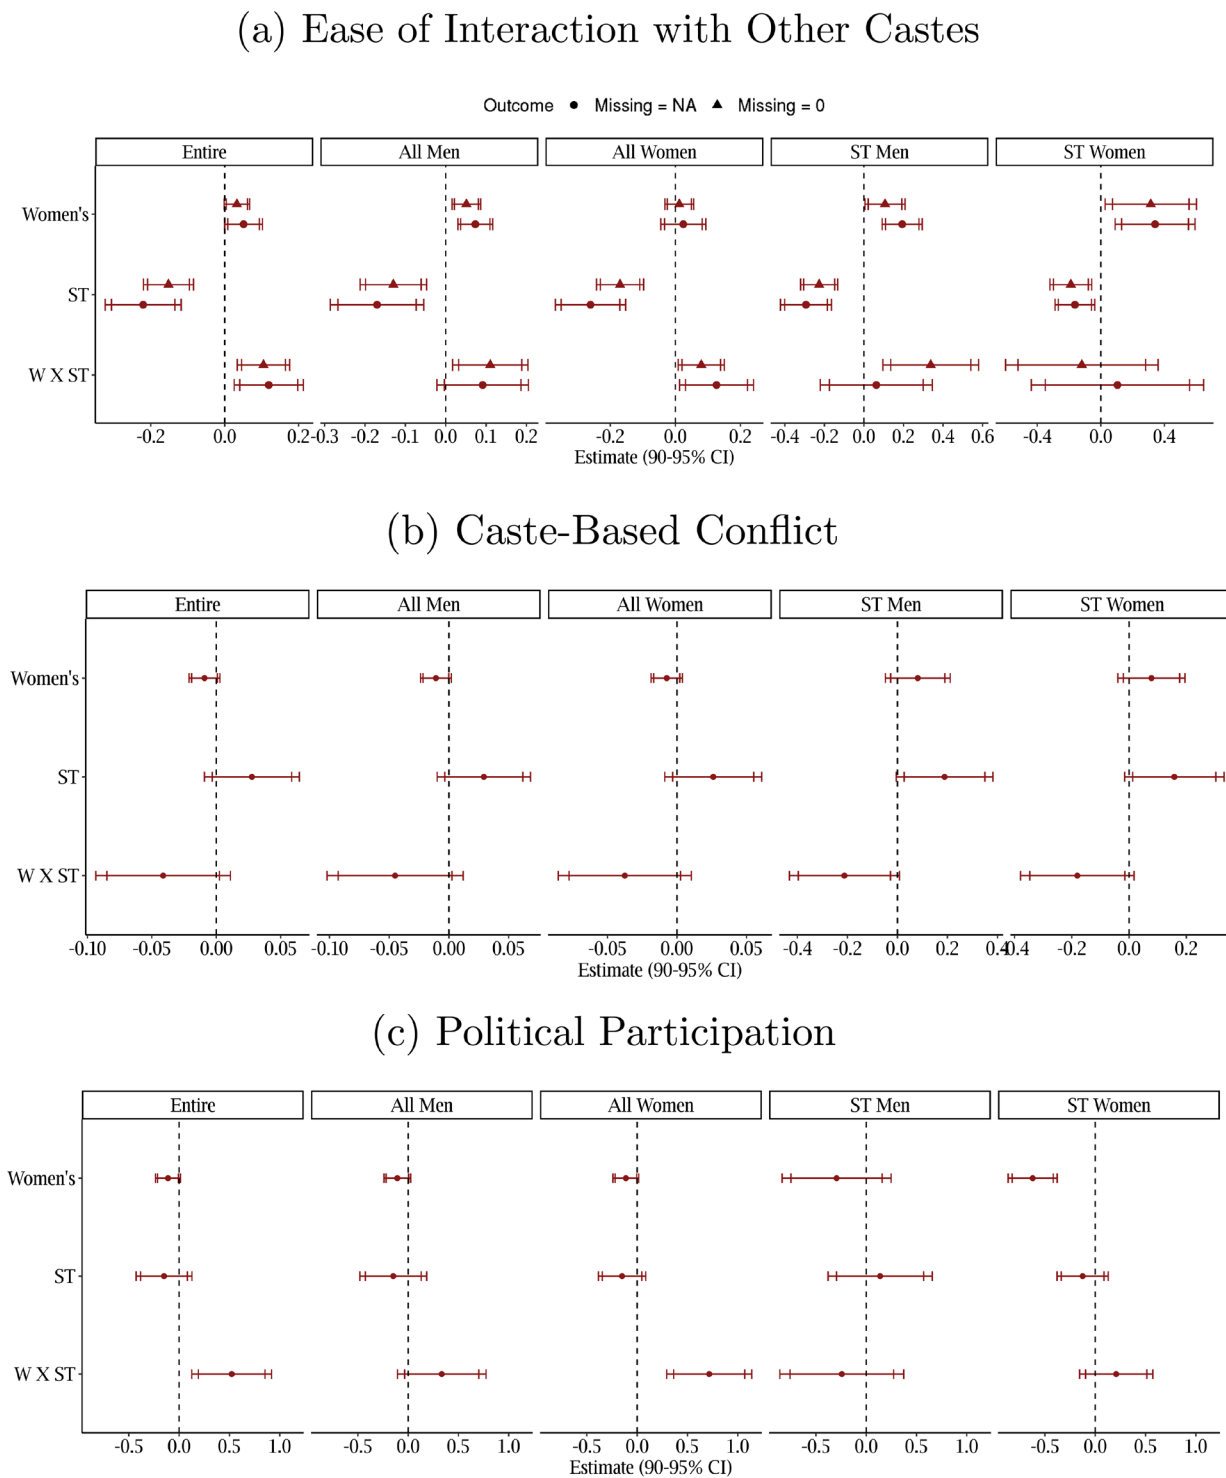 (a) Ease of Interaction with Other Castes
Outcome ● Missing = NA ▲ Missing = 0
Entire All Men All Women ST Men ST Women
Women's
ST
W X ST
-0.2 0.0 0.2 -0.3 -0.2 -0.1 0.0 0.1 0.2 -0.2 0.0 0.2 -0.4 -0.2 0.0 0.2 0.4 0.6 -0.4 0.0 0.4
Estimate (90-95% CI)
(b) Caste-Based Conflict
Entire All Men All Women ST Men ST Women
Women's
ST
W X ST
-0.10 -0.05 0.00 0.05 -0.10 -0.05 0.00 0.05 -0.05 0.00 0.05 -0.4 -0.2 0.0 0.2 0.4 -0.4 -0.2 0.0 0.2
Estimate (90-95% CI)
(c) Political Participation
Entire All Men All Women ST Men ST Women
Women's
ST
W X ST
-0.5 0.0 0.5 1.0 -0.5 0.0 0.5 1.0 -0.5 0.0 0.5 1.0 -0.5 0.0 0.5 1.0 -0.5 0.0 0.5 1.0
Estimate (90-95% CI)